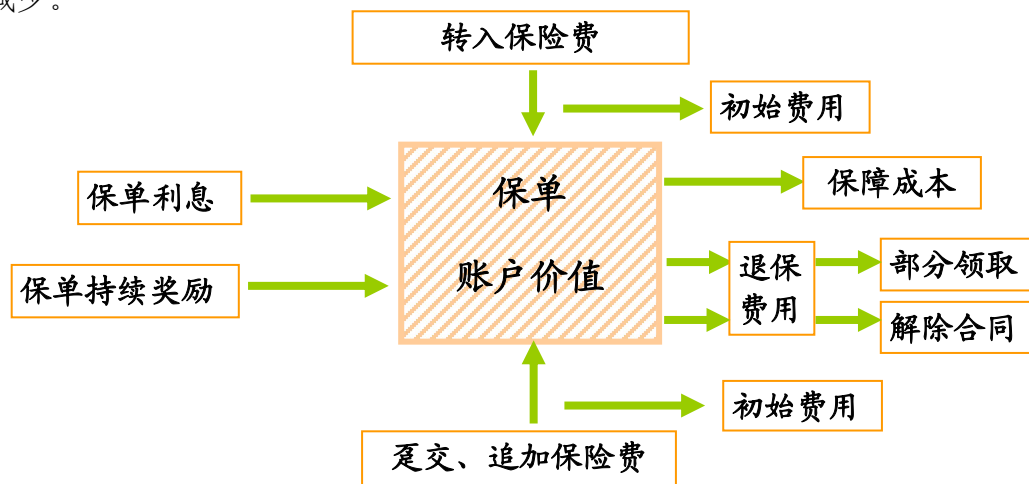 减少。
转入保险费
初始费用
保单利息
保单
账户价值
保障成本
保单持续奖励
退保
费用
部分领取
解除合同
初始费用
趸交、追加保险费